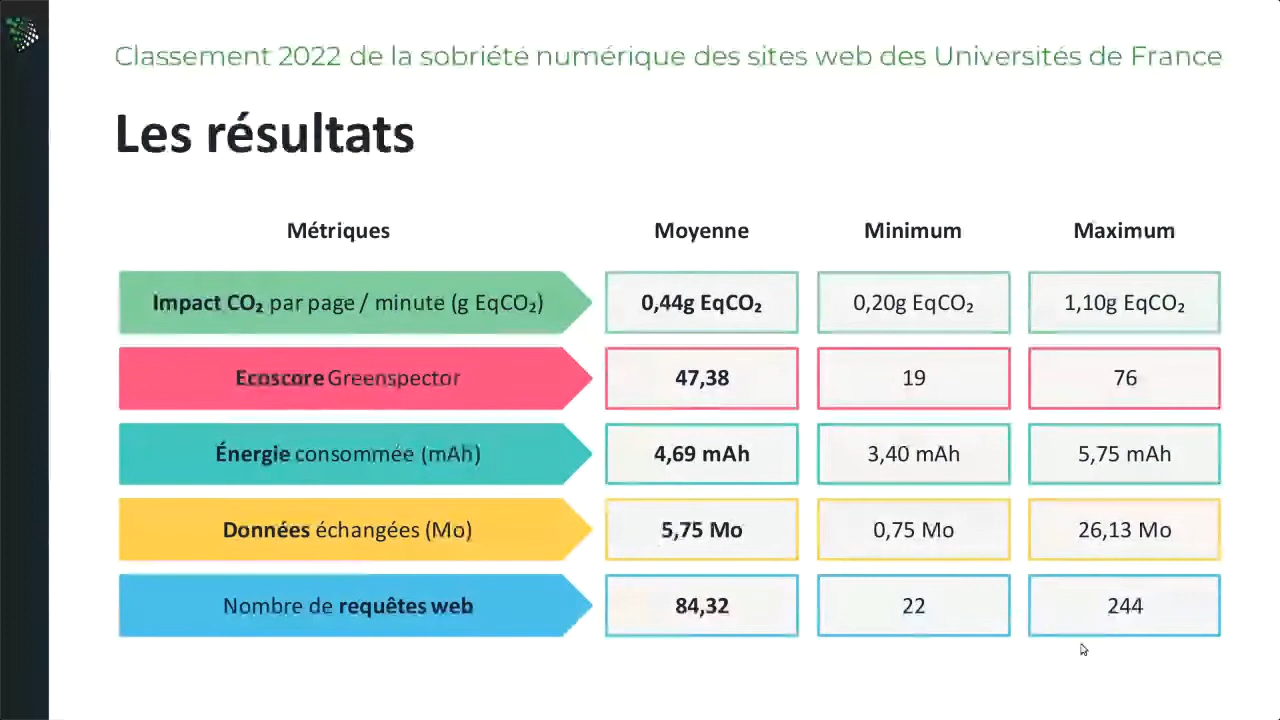 Classement 2022 de la sobriété numérique des sites web des Universités de France
Les résultats
Métriques Moyenne Minimum Maximum
Impact CO₂ par page / minute (g EqCO₂) 0,44g EqCO₂ 0,20g EqCO₂ 1,10g EqCO₂
Ecoscore Greenspector 47,38 19 76
Énergie consommée (mAh) 4,69 mAh 3,40 mAh 5,75 mAh
Données échangées (Mo) 5,75 Mo 0,75 Mo 26,13 Mo
Nombre de requêtes web 84,32 22 244